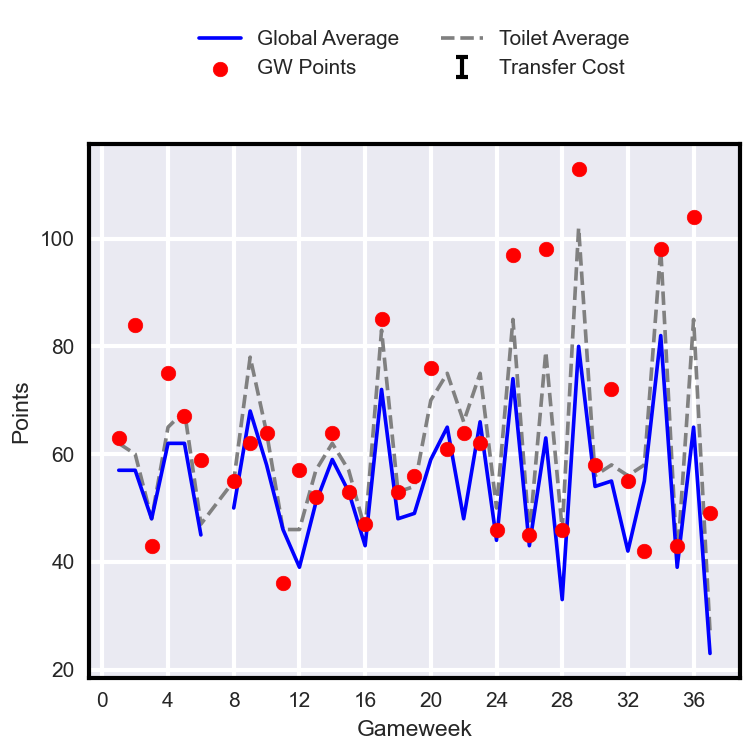 Global Average
Toilet Average
GW Points
Transfer Cost
100
80
60
40
20
Points
0 4 8 12 16 20 24 28 32 36
Gameweek